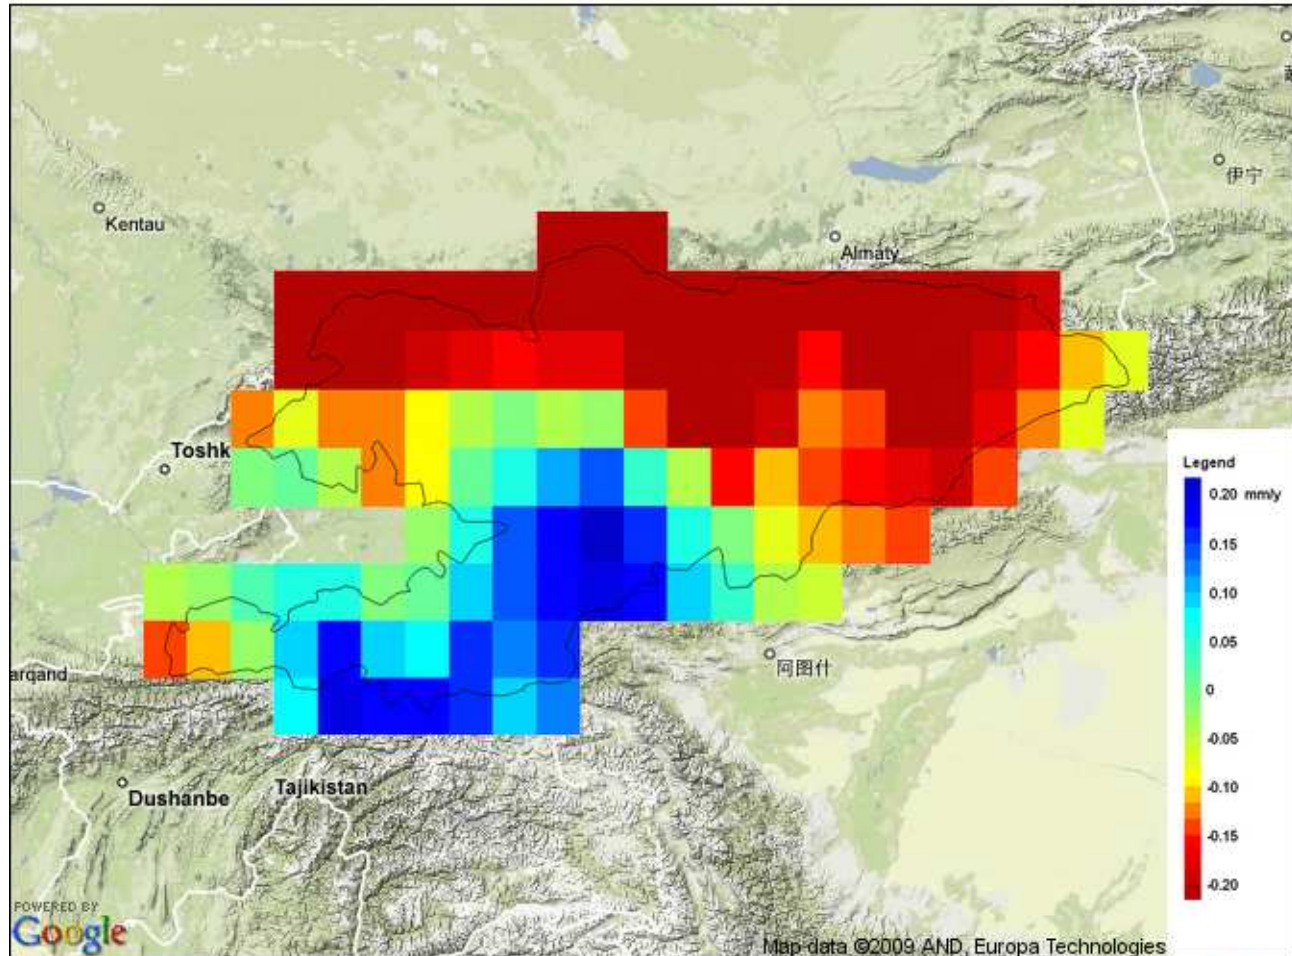 伊宁
Kentau
Almaty
Toshk
Legend
0.20 mm/y
0.15
0.10
0.05
0
-0.05
-0.10
-0.15
-0.20
阿图什
arqand
Dushanbe
Tajikistan
POWERED BY
Google
Map data ©2009 AND, Europa Technologies